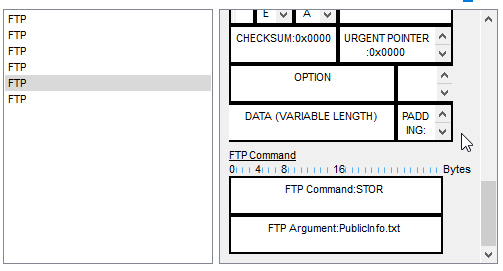 FTP
FTP
FTP
FTP
FTP
FTP
E A
CHECKSUM:0x0000 URGENT POINTER
:0x0000
OPTION
DATA (VARIABLE LENGTH) PADD
ING:
FTP Command
0 4 8 16 Bytes
FTP Command:STOR
FTP Argument:PublicInfo.txt